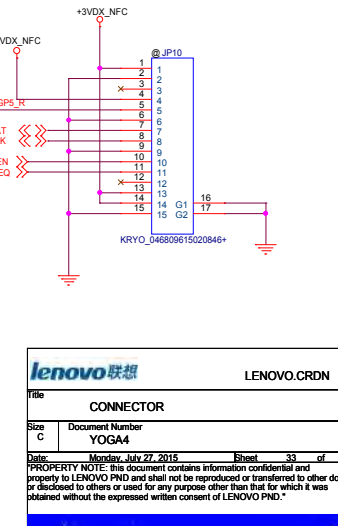 +3VDX_NFC
VDX_NFC
@ JP10
1 1
2 2
3 3
4 4
GP5_R 5 5
6 6
AT 7 7
K 8 8
9 9
EN 10 10
EQ 11 11
12 12
13 13
14 14 G1 16
15 15 G2 17
KRYO_046809615020846+
lenovo联想 LENOVO.CRDN
Title
CONNECTOR
Size Document Number
C YOGA4
Date: Monday, July 27, 2015 Sheet 33 of
"PROPERTY NOTE: this document contains information confidential and
property to LENOVO PND and shall not be reproduced or transferred to other do
or disclosed to others or used for any purpose other than that for which it was
obtained without the expressed written consent of LENOVO PND."